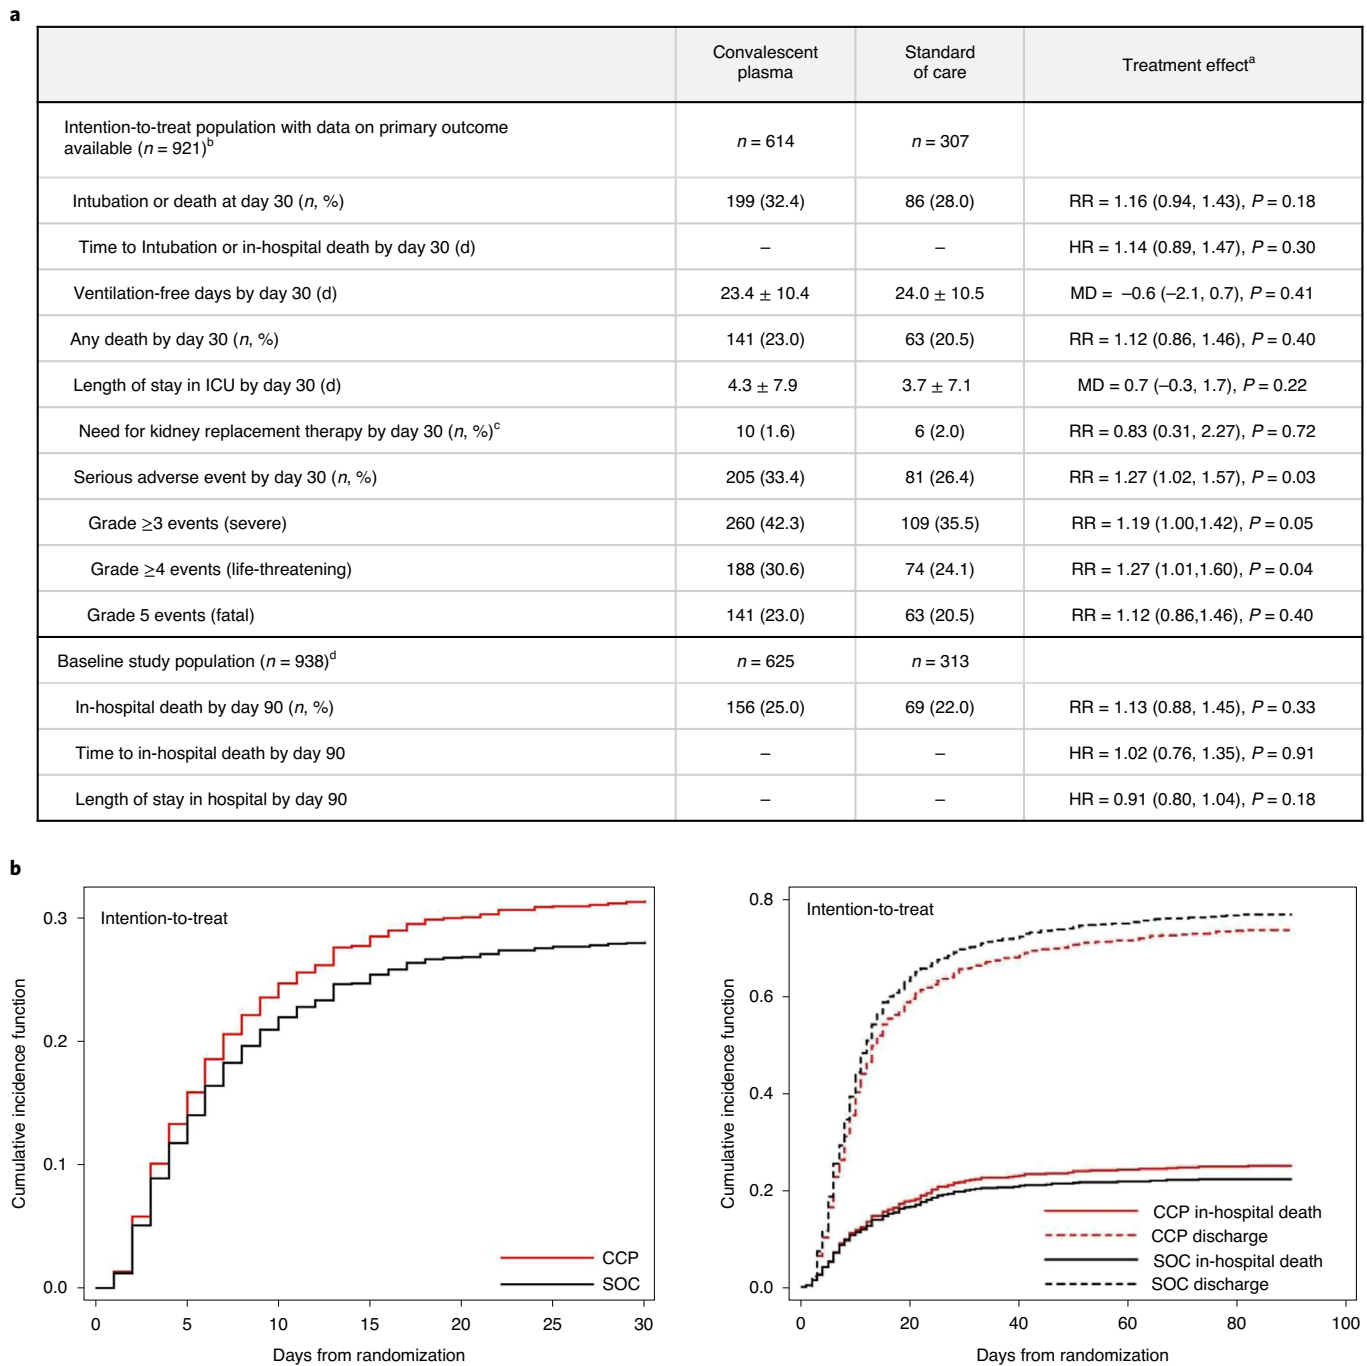 a
Convalescent plasma
Standard of care
Treatment effectᵃ
Intention-to-treat population with data on primary outcome
available (n = 921)ᵇ
n = 614
n = 307
Intubation or death at day 30 (n, %) 199 (32.4) 86 (28.0) RR = 1.16 (0.94, 1.43), P = 0.18
Time to Intubation or in-hospital death by day 30 (d) – – HR = 1.14 (0.89, 1.47), P = 0.30
Ventilation-free days by day 30 (d) 23.4 ± 10.4 24.0 ± 10.5 MD = –0.6 (–2.1, 0.7), P = 0.41
Any death by day 30 (n, %) 141 (23.0) 63 (20.5) RR = 1.12 (0.86, 1.46), P = 0.40
Length of stay in ICU by day 30 (d) 4.3 ± 7.9 3.7 ± 7.1 MD = 0.7 (–0.3, 1.7), P = 0.22
Need for kidney replacement therapy by day 30 (n, %)ᶜ 10 (1.6) 6 (2.0) RR = 0.83 (0.31, 2.27), P = 0.72
Serious adverse event by day 30 (n, %) 205 (33.4) 81 (26.4) RR = 1.27 (1.02, 1.57), P = 0.03
Grade ≥3 events (severe) 260 (42.3) 109 (35.5) RR = 1.19 (1.00,1.42), P = 0.05
Grade ≥4 events (life-threatening) 188 (30.6) 74 (24.1) RR = 1.27 (1.01,1.60), P = 0.04
Grade 5 events (fatal) 141 (23.0) 63 (20.5) RR = 1.12 (0.86,1.46), P = 0.40
Baseline study population (n = 938)ᵈ n = 625 n = 313
In-hospital death by day 90 (n, %) 156 (25.0) 69 (22.0) RR = 1.13 (0.88, 1.45), P = 0.33
Time to in-hospital death by day 90 – – HR = 1.02 (0.76, 1.35), P = 0.91
Length of stay in hospital by day 90 – – HR = 0.91 (0.80, 1.04), P = 0.18
b
Intention-to-treat
Cumulative incidence function
0.3
0.2
0.1
0.0
CCP
SOC
0 5 10 15 20 25 30
Days from randomization
Intention-to-treat
Cumulative incidence function
0.8
0.6
0.4
0.2
0.0
CCP in-hospital death
CCP discharge
SOC in-hospital death
SOC discharge
0 20 40 60 80 100
Days from randomization